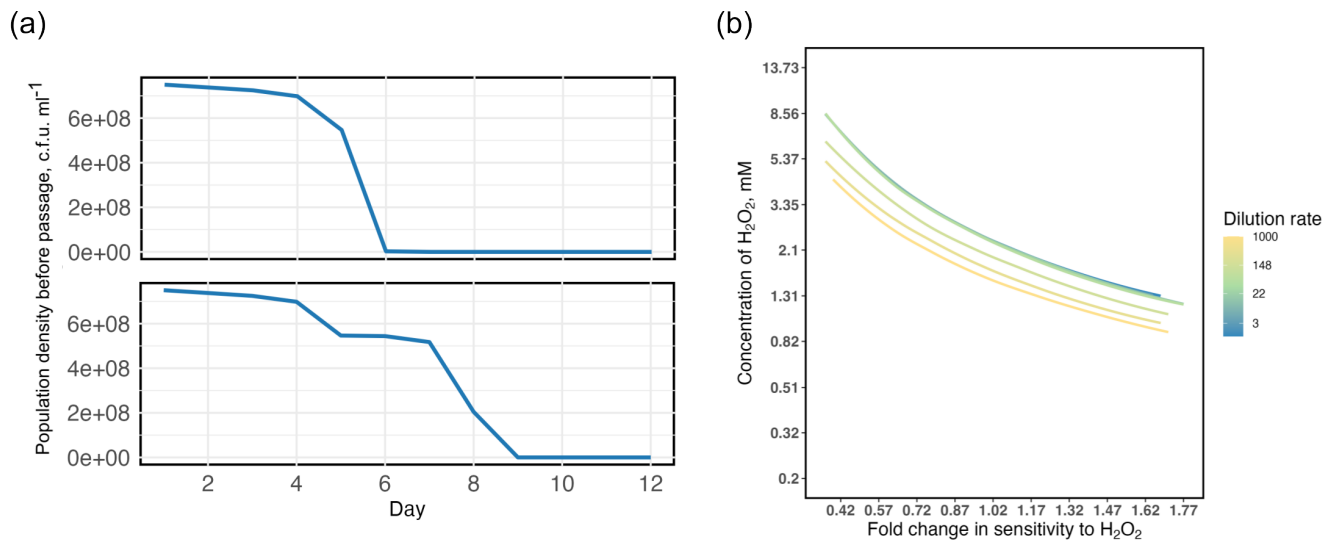 (a)
Population density before passage, c.f.u. ml⁻¹
6e+08
4e+08
2e+08
0e+00
6e+08
4e+08
2e+08
0e+00
2 4 6 8 10 12
Day
(b)
Concentration of H₂O₂, mM
13.73
8.56
5.37
3.35
2.1
1.31
0.82
0.51
0.32
0.2
0.42 0.57 0.72 0.87 1.02 1.17 1.32 1.47 1.62 1.77
Fold change in sensitivity to H₂O₂
Dilution rate
1000
148
22
3